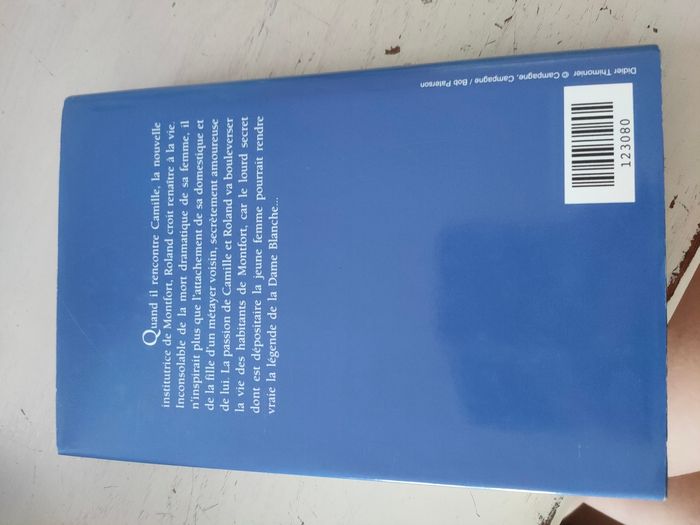 Quand il rencontre Camille, la nouvelle
institutrice de Montfort, Roland croit renaître à la vie.
Inconsolable de la mort dramatique de sa femme, il
n'inspirait plus que l'attachement de sa domestique et
de la fille d'un métayer voisin, secrètement amoureuse
de lui. La passion de Camille et Roland va bouleverser
la vie des habitants de Montfort, car le lourd secret
dont est dépositaire la jeune femme pourrait rendre
vraie la légende de la Dame Blanche...
Didier Thimonier © Campagne, Campagne / Bob Paterson
123080